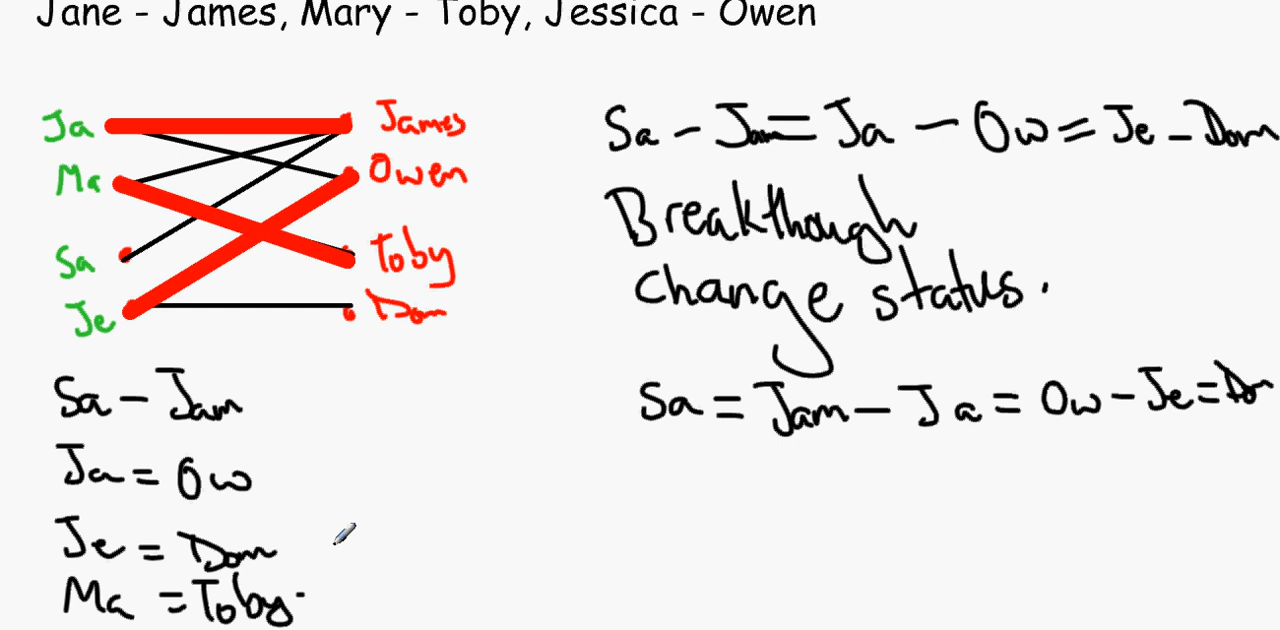 Jane - James, Mary - Toby, Jessica - Owen
Ja
James
Ma
Owen
Sa
Toby
Je
Dom
Sa - Jam
Ja = Ow
Je = Dom
Ma = Toby.
Sa - Jam = Ja - Ow = Je - Dom
Breakthough
change status.
Sa = Jam - Ja = Ow - Je = Do